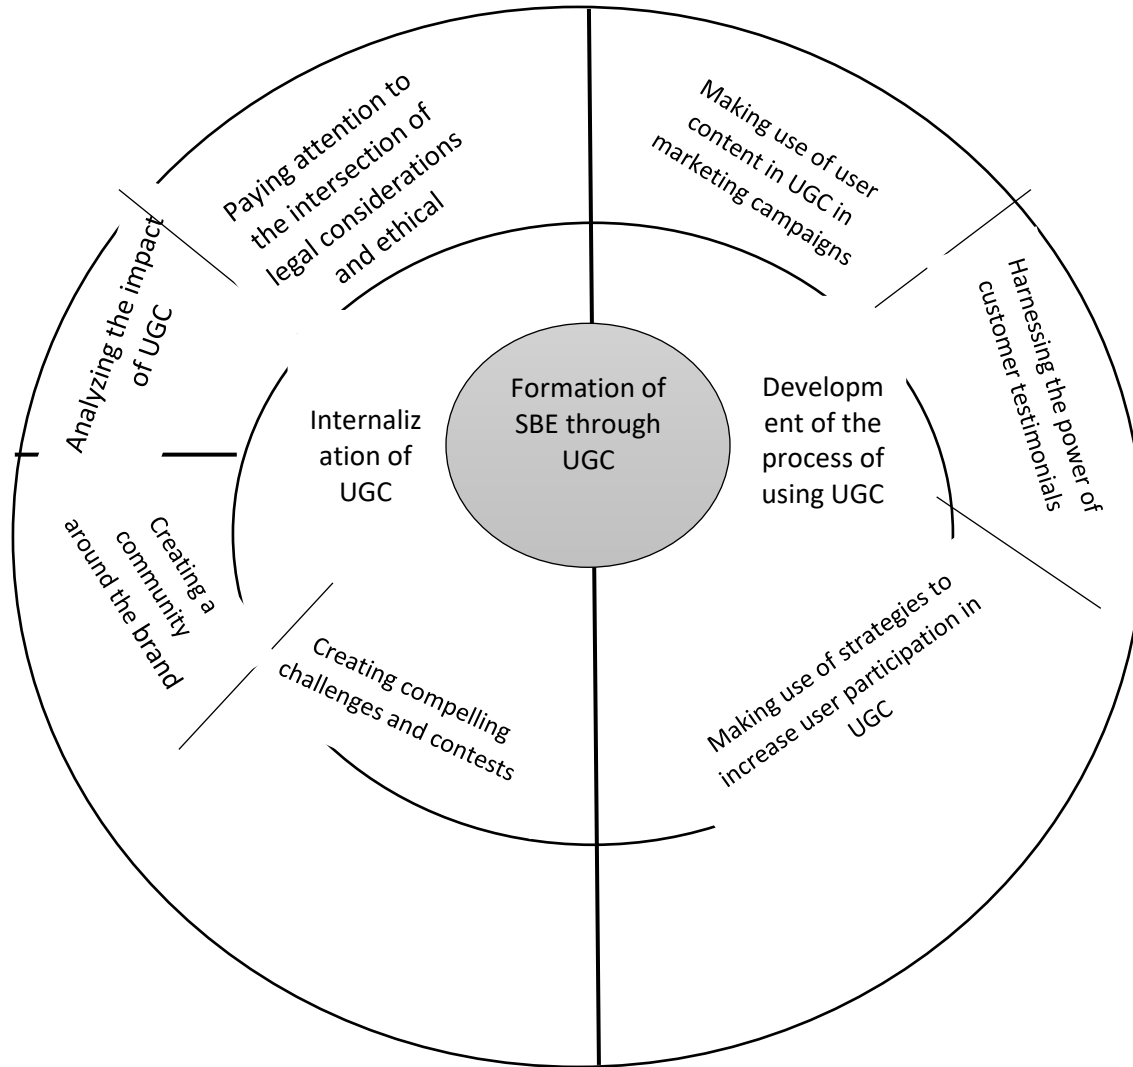 Paying attention to
the intersection of
legal considerations
and ethical
Making use of user
content in UGC in
marketing campaigns
Analyzing the impact
of UGC
Harnessing the power of
customer testimonials
Formation of
SBE through
UGC
Internaliz
ation of
UGC
Developm
ent of the
process of
using UGC
Creating a
community
around the brand
Creating compelling
challenges and contests
Making use of strategies to
increase user participation in
UGC